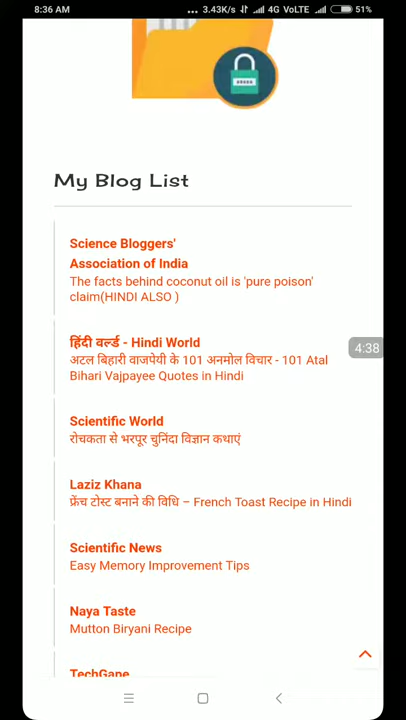 8:36 AM
... 3.43K/s 4G VoLTE 51%
My Blog List
Science Bloggers'
Association of India
The facts behind coconut oil is 'pure poison'
claim(HINDI ALSO )
हिंदी वर्ल्ड - Hindi World
अटल बिहारी वाजपेयी के 101 अनमोल विचार - 101 Atal
Bihari Vajpayee Quotes in Hindi
4:38
Scientific World
रोचकता से भरपूर चुनिंदा विज्ञान कथाएं
Laziz Khana
फ्रेंच टोस्ट बनाने की विधि – French Toast Recipe in Hindi
Scientific News
Easy Memory Improvement Tips
Naya Taste
Mutton Biryani Recipe
TechGape